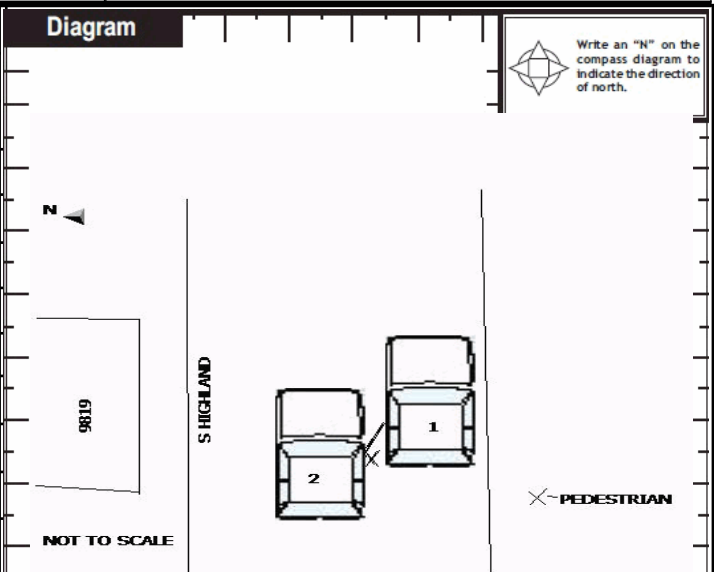 Diagram
Write an “N” on the
compass diagram to
indicate the direction
of north.
N
S HIGHLAND
9819
1
2
X-PEDESTRIAN
NOT TO SCALE